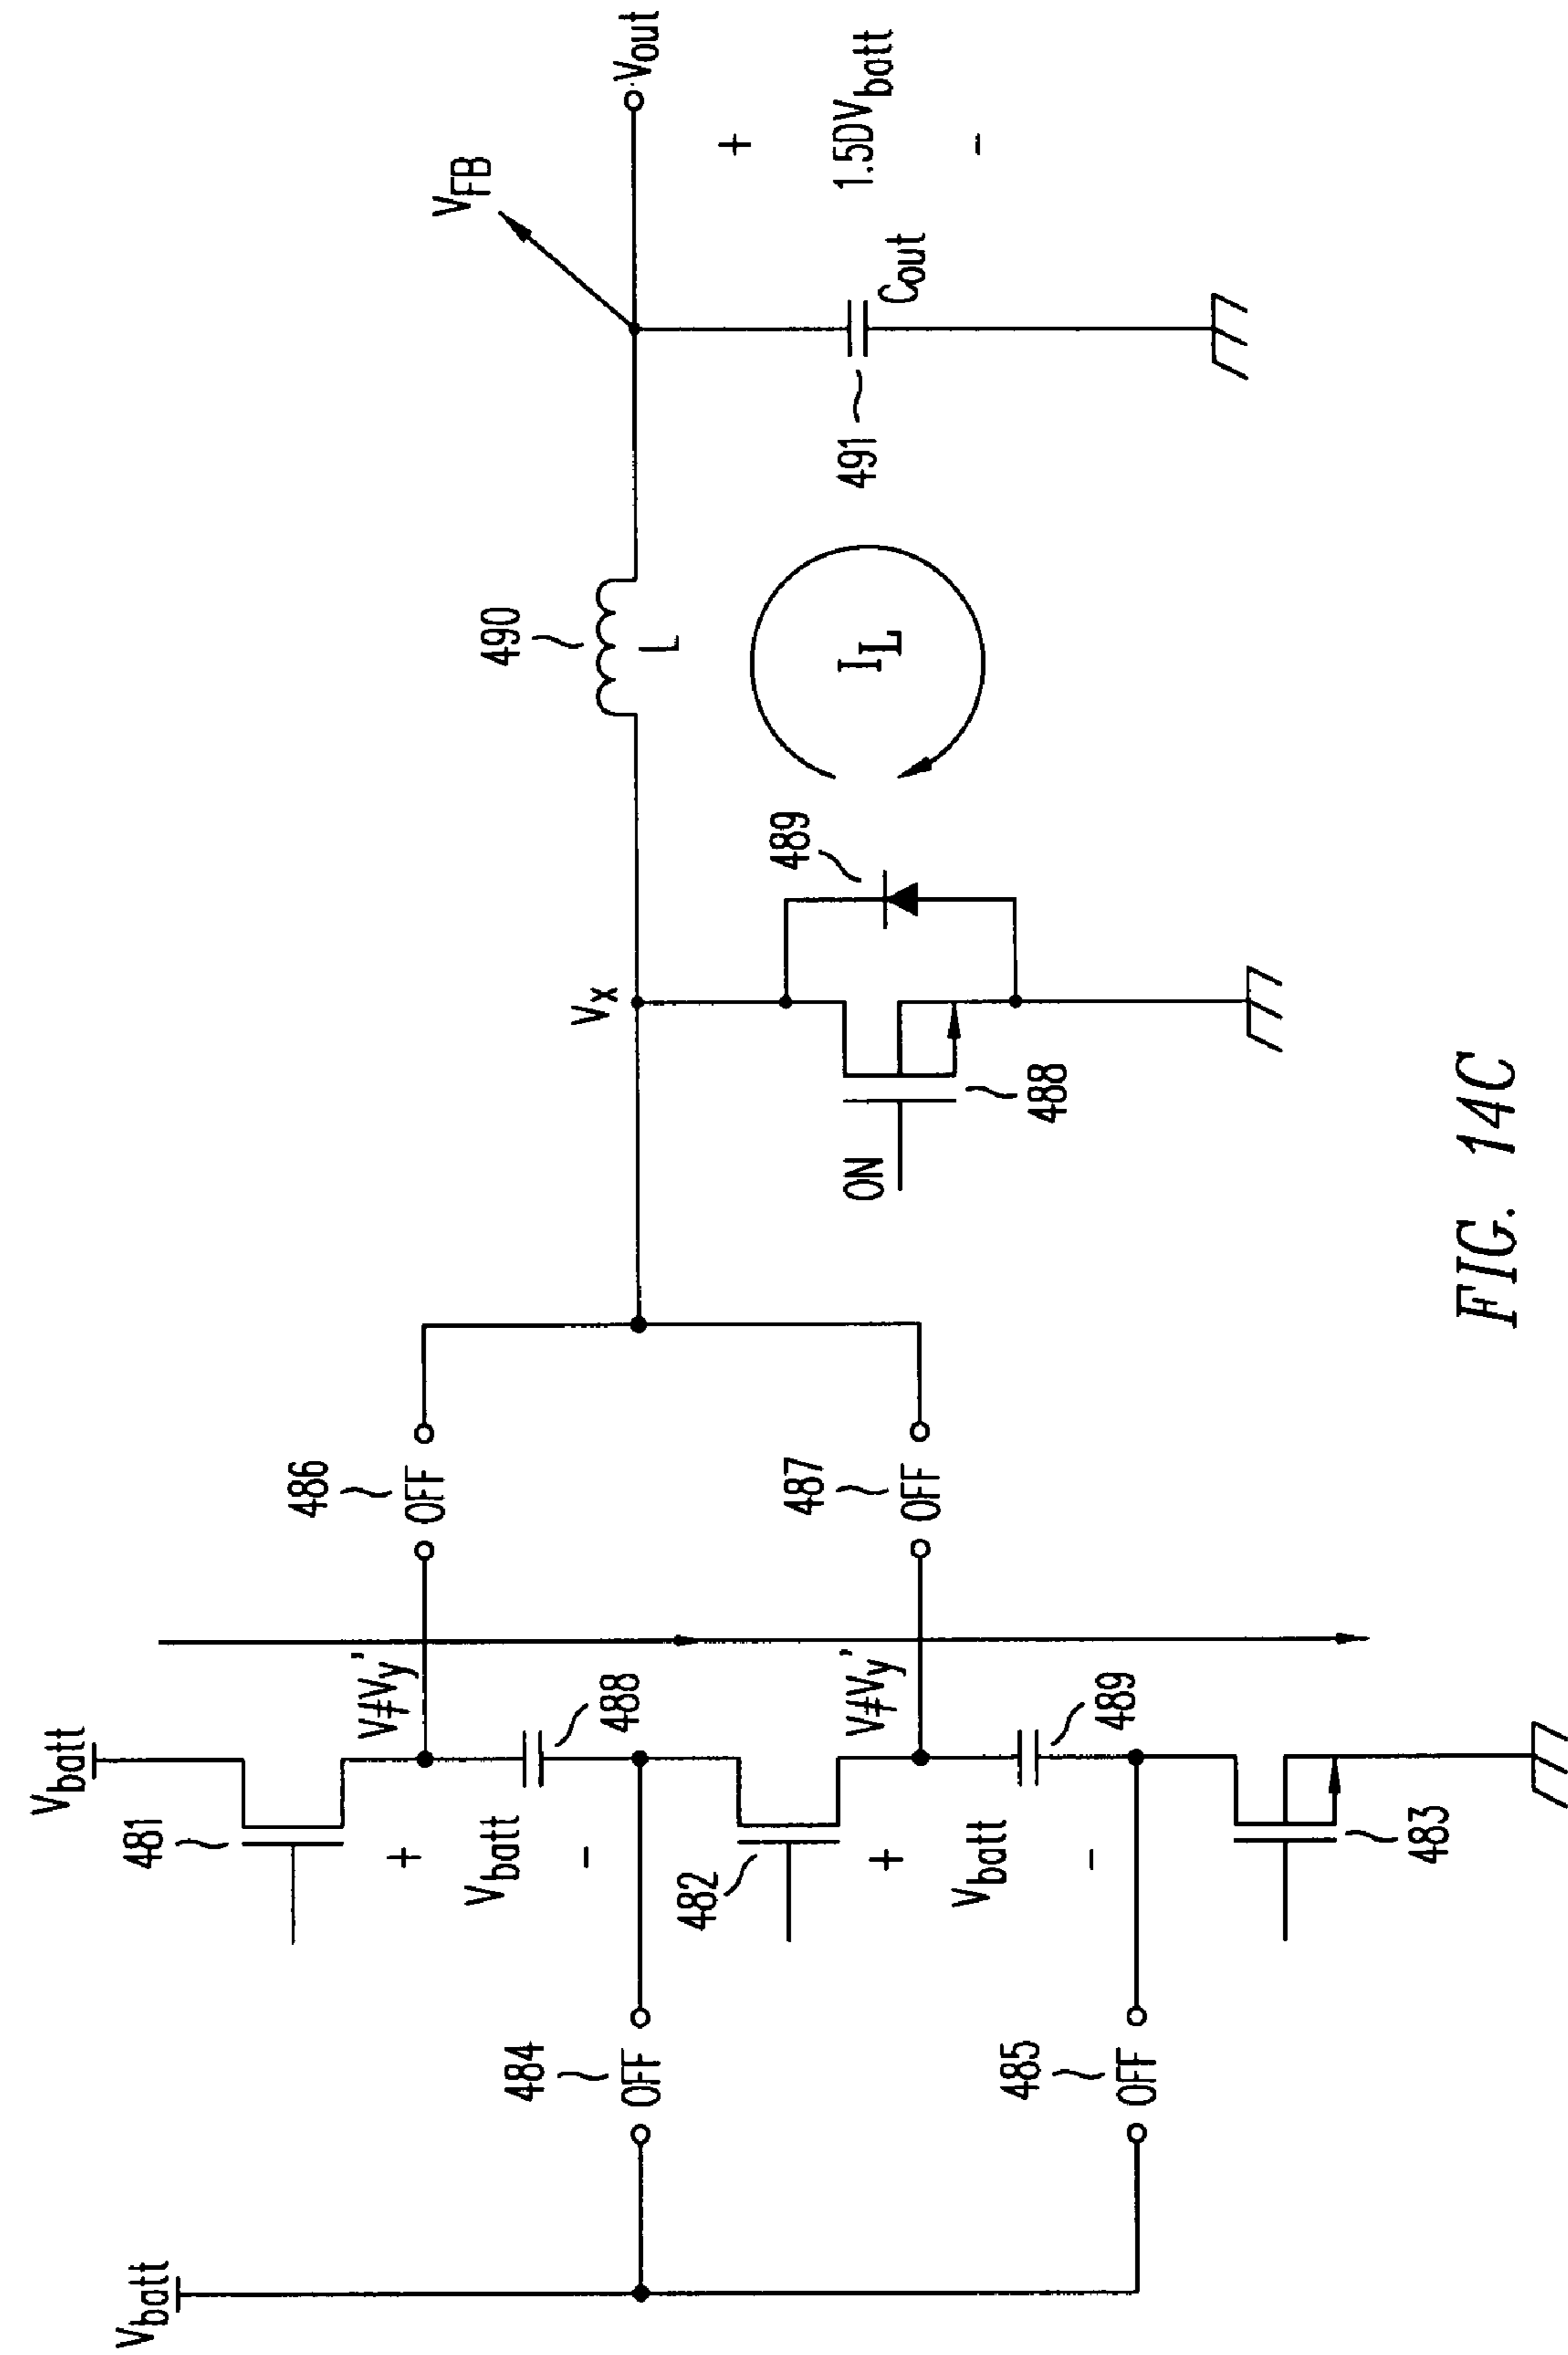 Vbatt
Vbatt
481
+
Vbatt
-
V≠Vy'
488
486
OFF
484
OFF
482
+
Vbatt
-
V≠Vy'
489
487
OFF
485
OFF
483
Vx
ON
488
489
490
L
IL
VFB
Vout
+
1.5DVbatt
-
491
Cout
FIG. 14C